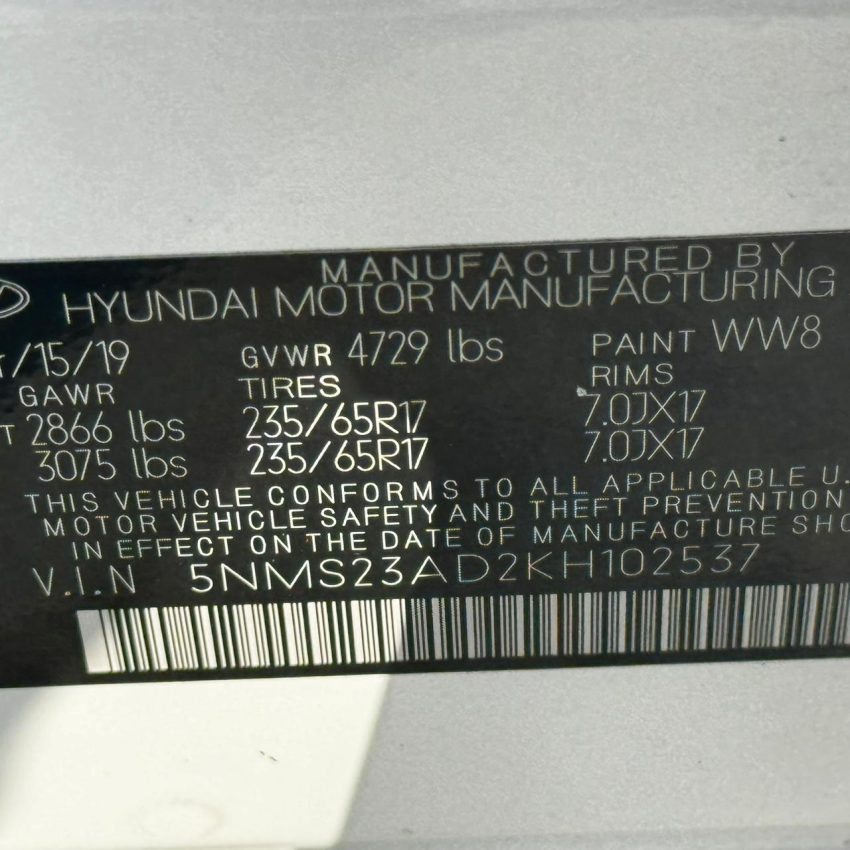 MANUFACTURED BY
HYUNDAI MOTOR MANUFACTURING
/15/19 GVWR 4729 lbs PAINT WW8
GAWR TIRES RIMS
T 2866 lbs 235/65R17 7.0JX17
3075 lbs 235/65R17 7.0JX17
THIS VEHICLE CONFORMS TO ALL APPLICABLE U.
MOTOR VEHICLE SAFETY AND THEFT PREVENTION
IN EFFECT ON THE DATE OF MANUFACTURE SHO
V.I.N 5NMS23AD2KH102537